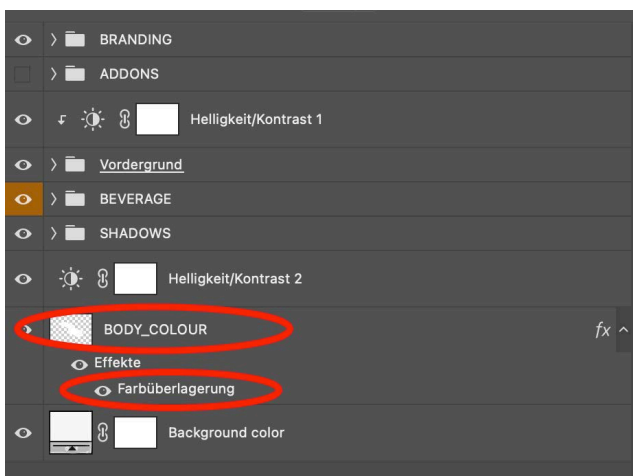 BRANDING
ADDONS
Helligkeit/Kontrast 1
Vordergrund
BEVERAGE
SHADOWS
Helligkeit/Kontrast 2
BODY_COLOUR fx
Effekte
Farbüberlagerung
Background color